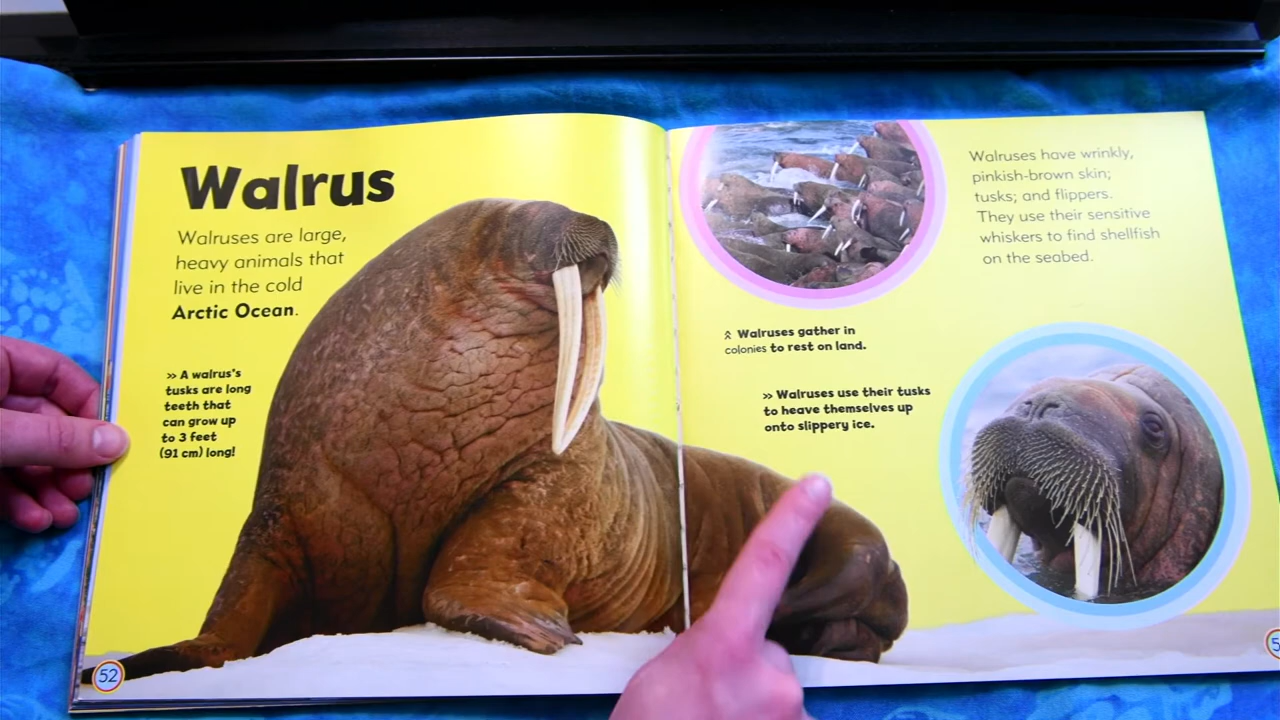 Walrus
Walruses are large,
heavy animals that
live in the cold
Arctic Ocean.
» A walrus's
tusks are long
teeth that
can grow up
to 3 feet
(91 cm) long!
52
Walruses have wrinkly,
pinkish-brown skin;
tusks; and flippers.
They use their sensitive
whiskers to find shellfish
on the seabed.
Walruses gather in
colonies to rest on land.
» Walruses use their tusks
to heave themselves up
onto slippery ice.